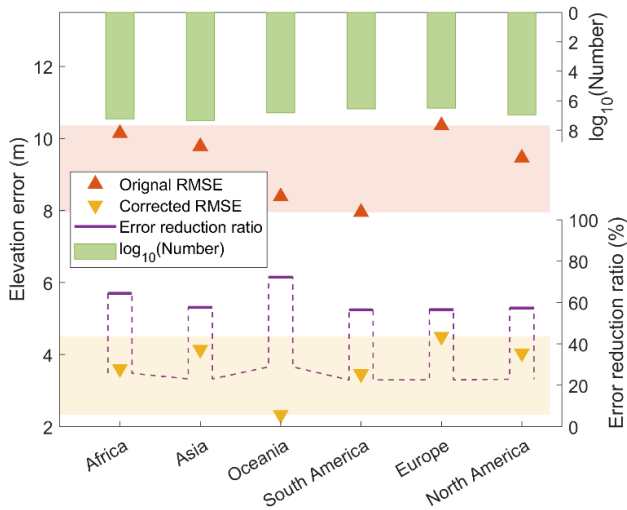 12
10
8
6
4
2
Elevation error (m)
0
2
4
6
8
log10(Number)
Orignal RMSE
Corrected RMSE
Error reduction ratio
log10(Number)
100
80
60
40
20
0
Error reduction ratio (%)
Africa
Asia
Oceania
South America
Europe
North America